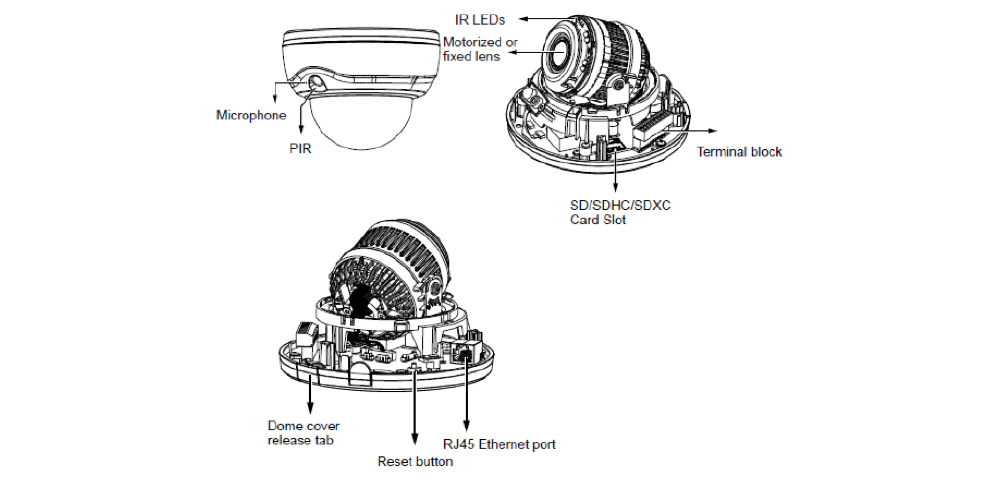 IR LEDs
Motorized or
fixed lens
Microphone
PIR
Terminal block
SD/SDHC/SDXC
Card Slot
Dome cover
release tab
RJ45 Ethernet port
Reset button